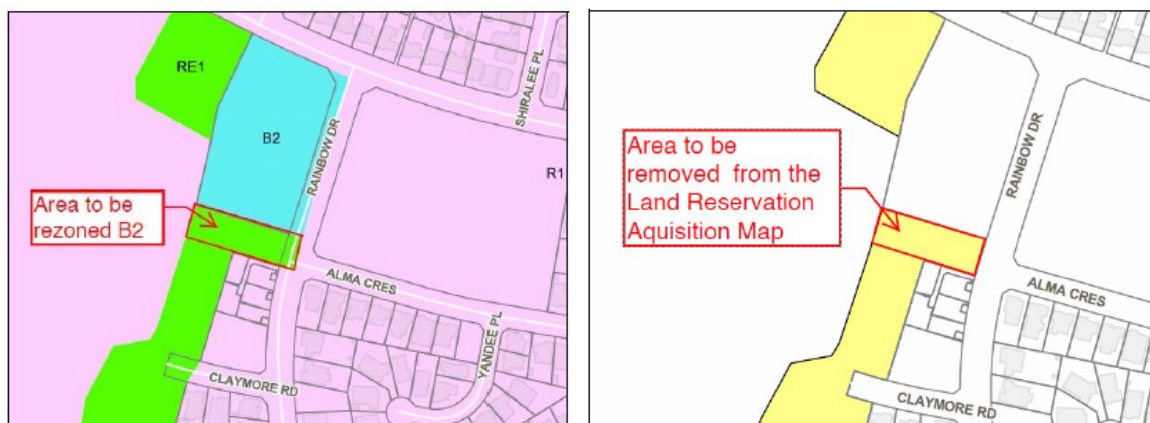 RE1
B2
RAINBOW DR
SHIRALEE PL
R1
Area to be
rezoned B2
ALMA CRES
YANDEE PL
CLAYMORE RD
Area to be
removed from the
Land Reservation
Aquisition Map
RAINBOW DR
ALMA CRES
CLAYMORE RD